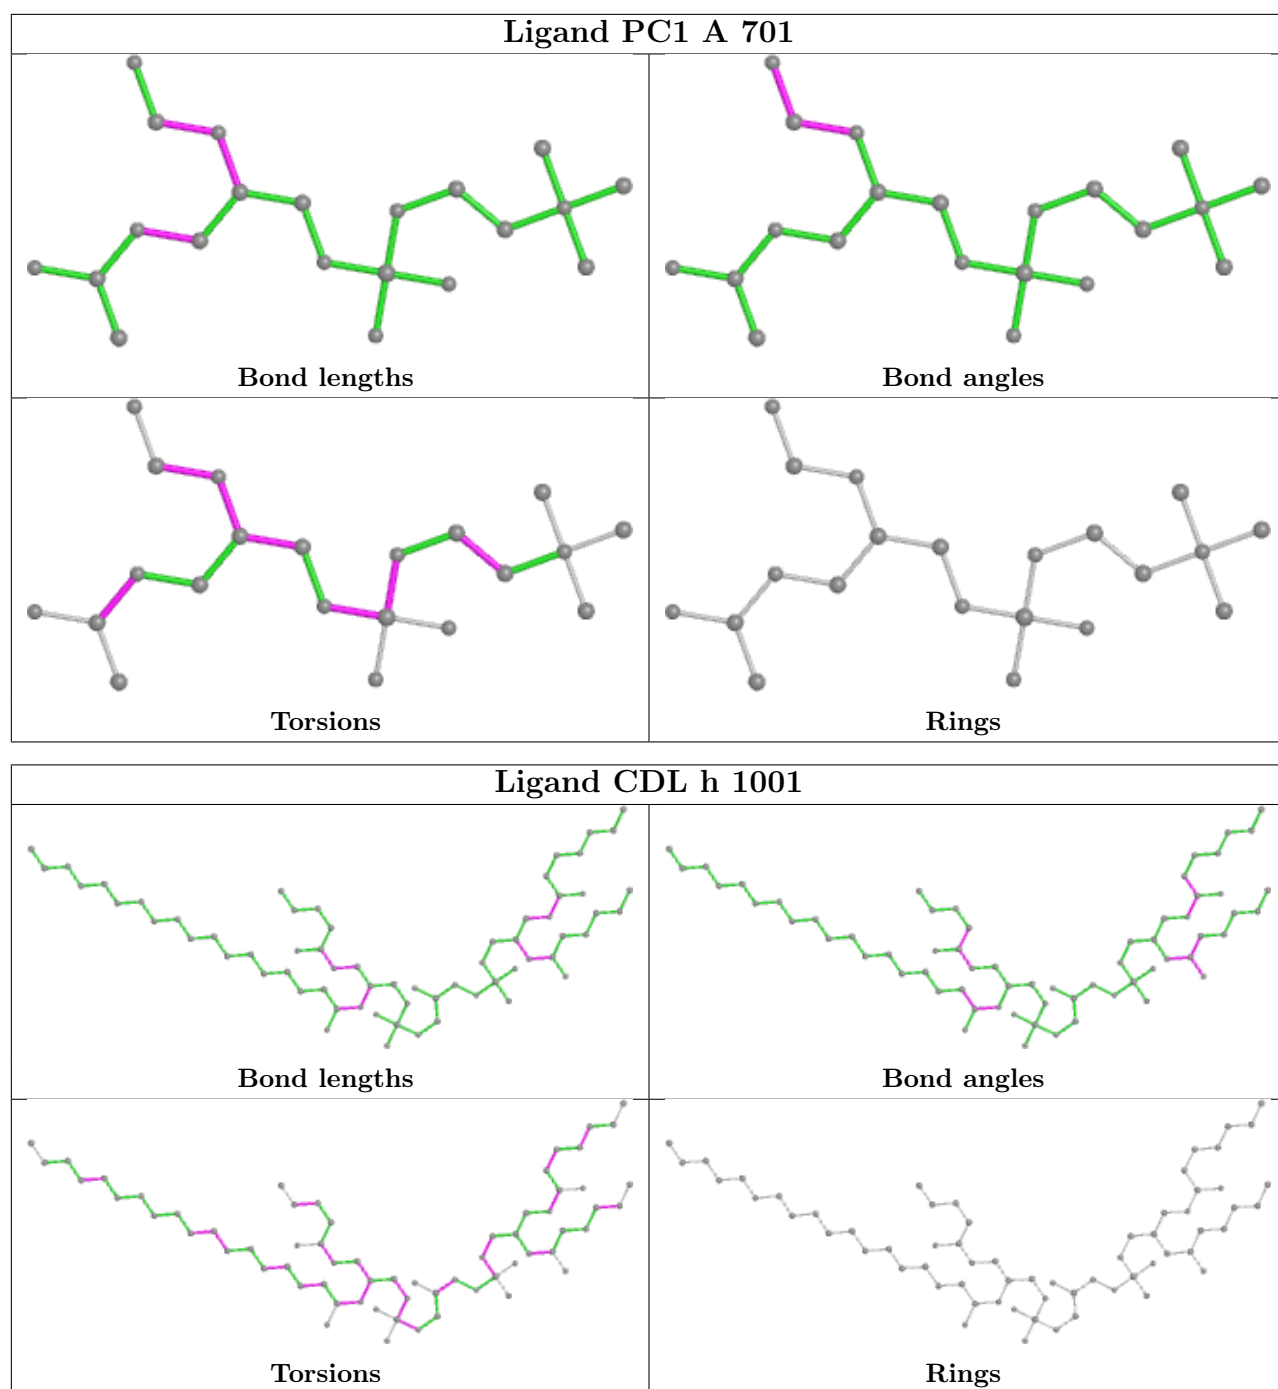 Ligand PC1 A 701
Bond lengths
Bond angles
Torsions
Rings
Ligand CDL h 1001
Bond lengths
Bond angles
Torsions
Rings